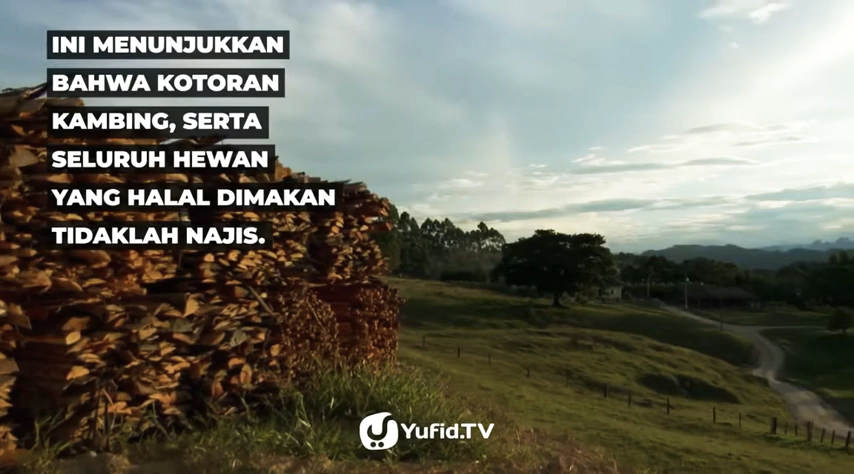 INI MENUNJUKKAN
BAHWA KOTORAN
KAMBING, SERTA
SELURUH HEWAN
YANG HALAL DIMAKAN
TIDAKLAH NAJIS.
Yufid.TV